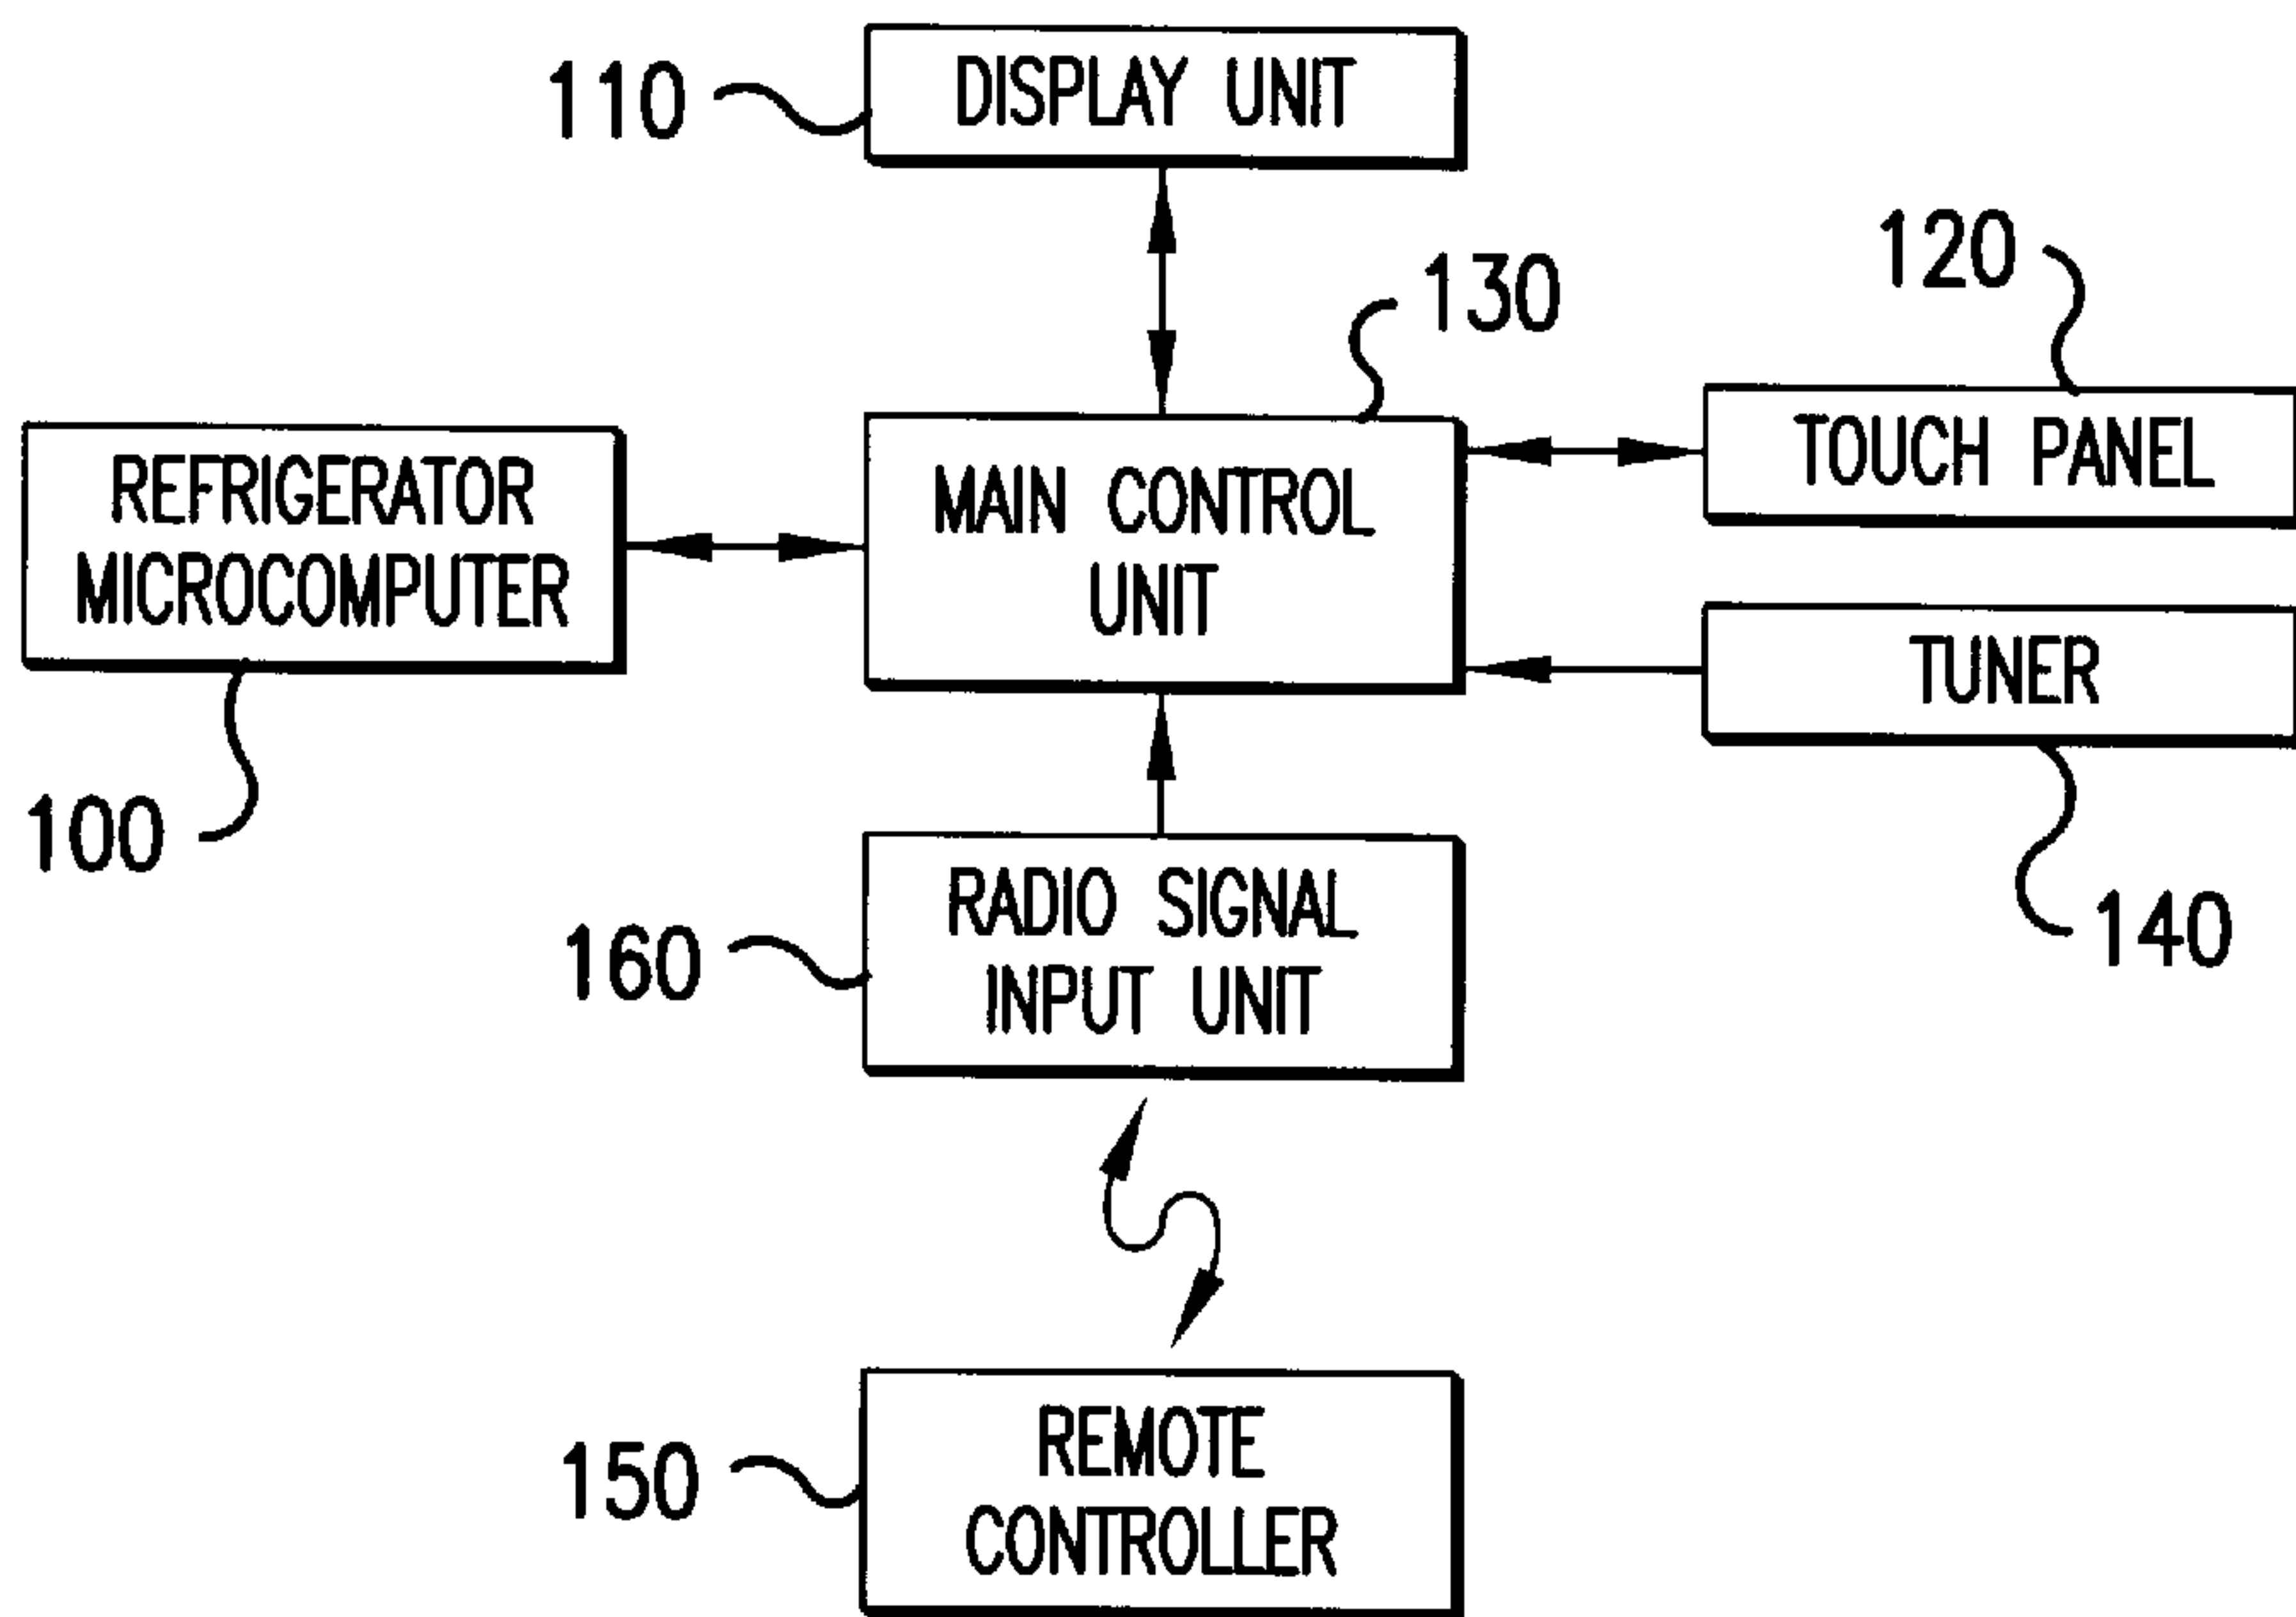 110
DISPLAY UNIT
130
120
REFRIGERATOR
MICROCOMPUTER
MAIN CONTROL
UNIT
TOUCH PANEL
TUNER
100
140
160
RADIO SIGNAL
INPUT UNIT
150
REMOTE
CONTROLLER